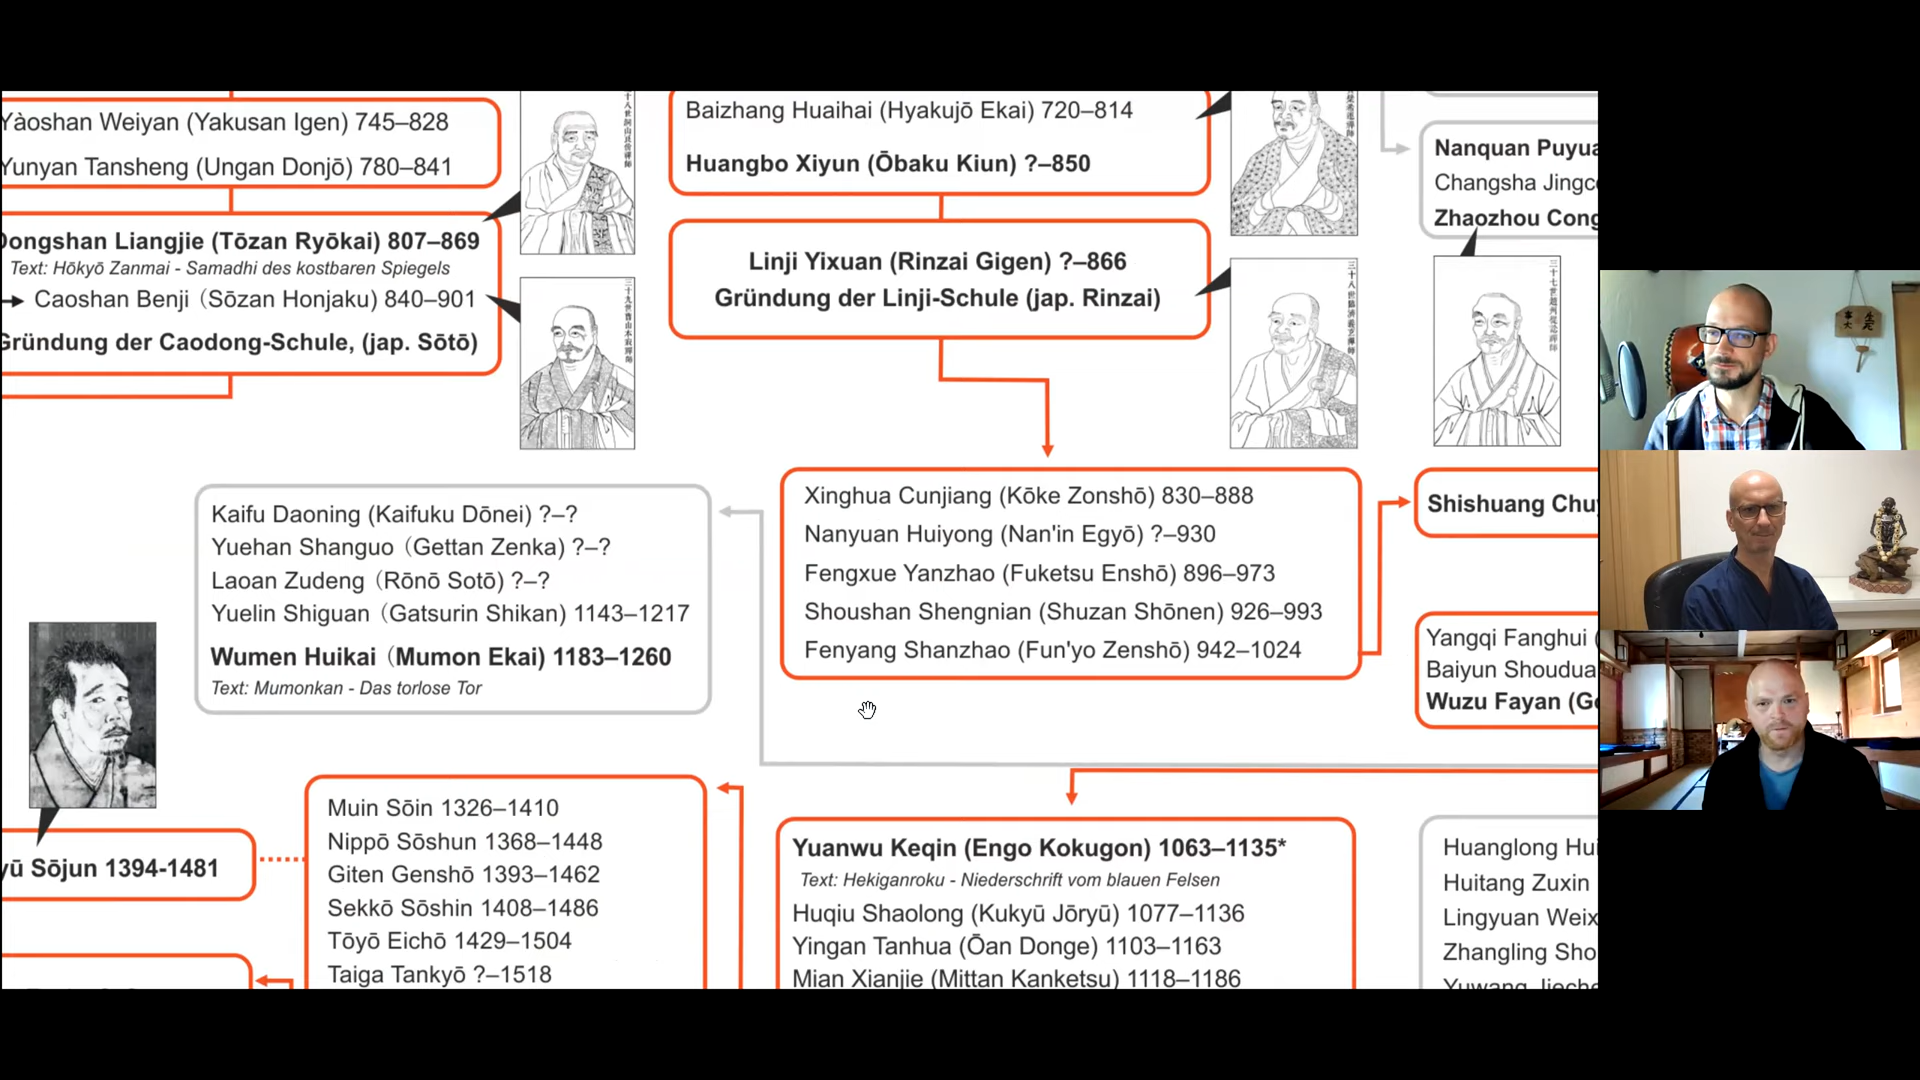 Yàoshan Weiyan (Yakusan Igen) 745–828
Yunyan Tansheng (Ungan Donjō) 780–841
Dongshan Liangjie (Tōzan Ryōkai) 807–869
Text: Hōkyō Zanmai - Samadhi des kostbaren Spiegels
Caoshan Benji (Sōzan Honjaku) 840–901
Gründung der Caodong-Schule, (jap. Sōtō)
Baizhang Huaihai (Hyakujō Ekai) 720–814
Huangbo Xiyun (Ōbaku Kiun) ?–850
Linji Yixuan (Rinzai Gigen) ?–866
Gründung der Linji-Schule (jap. Rinzai)
Nanquan Puyua
Changsha Jingc
Zhaozhou Cong
Kaifu Daoning (Kaifuku Dōnei) ?–?
Yuehan Shanguo (Gettan Zenka) ?–?
Laoan Zudeng (Rōnō Sotō) ?–?
Yuelin Shiguan (Gatsurin Shikan) 1143–1217
Wumen Huikai (Mumon Ekai) 1183–1260
Text: Mumonkan - Das torlose Tor
Xinghua Cunjiang (Kōke Zonshō) 830–888
Nanyuan Huiyong (Nan'in Egyō) ?–930
Fengxue Yanzhao (Fuketsu Enshō) 896–973
Shoushan Shengnian (Shuzan Shōnen) 926–993
Fenyang Shanzhao (Fun'yo Zenshō) 942–1024
Shishuang Chuy
Yangqi Fanghui (
Baiyun Shoudua
Wuzu Fayan (Go
yū Sōjun 1394-1481
Muin Sōin 1326–1410
Nippō Sōshun 1368–1448
Giten Genshō 1393–1462
Sekkō Sōshin 1408–1486
Tōyō Eichō 1429–1504
Taiga Tankyō ?–1518
Yuanwu Keqin (Engo Kokugon) 1063–1135*
Text: Hekiganroku - Niederschrift vom blauen Felsen
Huqiu Shaolong (Kukyū Jōryū) 1077–1136
Yingan Tanhua (Ōan Donge) 1103–1163
Mian Xianjie (Mittan Kanketsu) 1118–1186
Huanglong Hui
Huitang Zuxin
Lingyuan Weix
Zhangling Sho
Yuwang Jieche